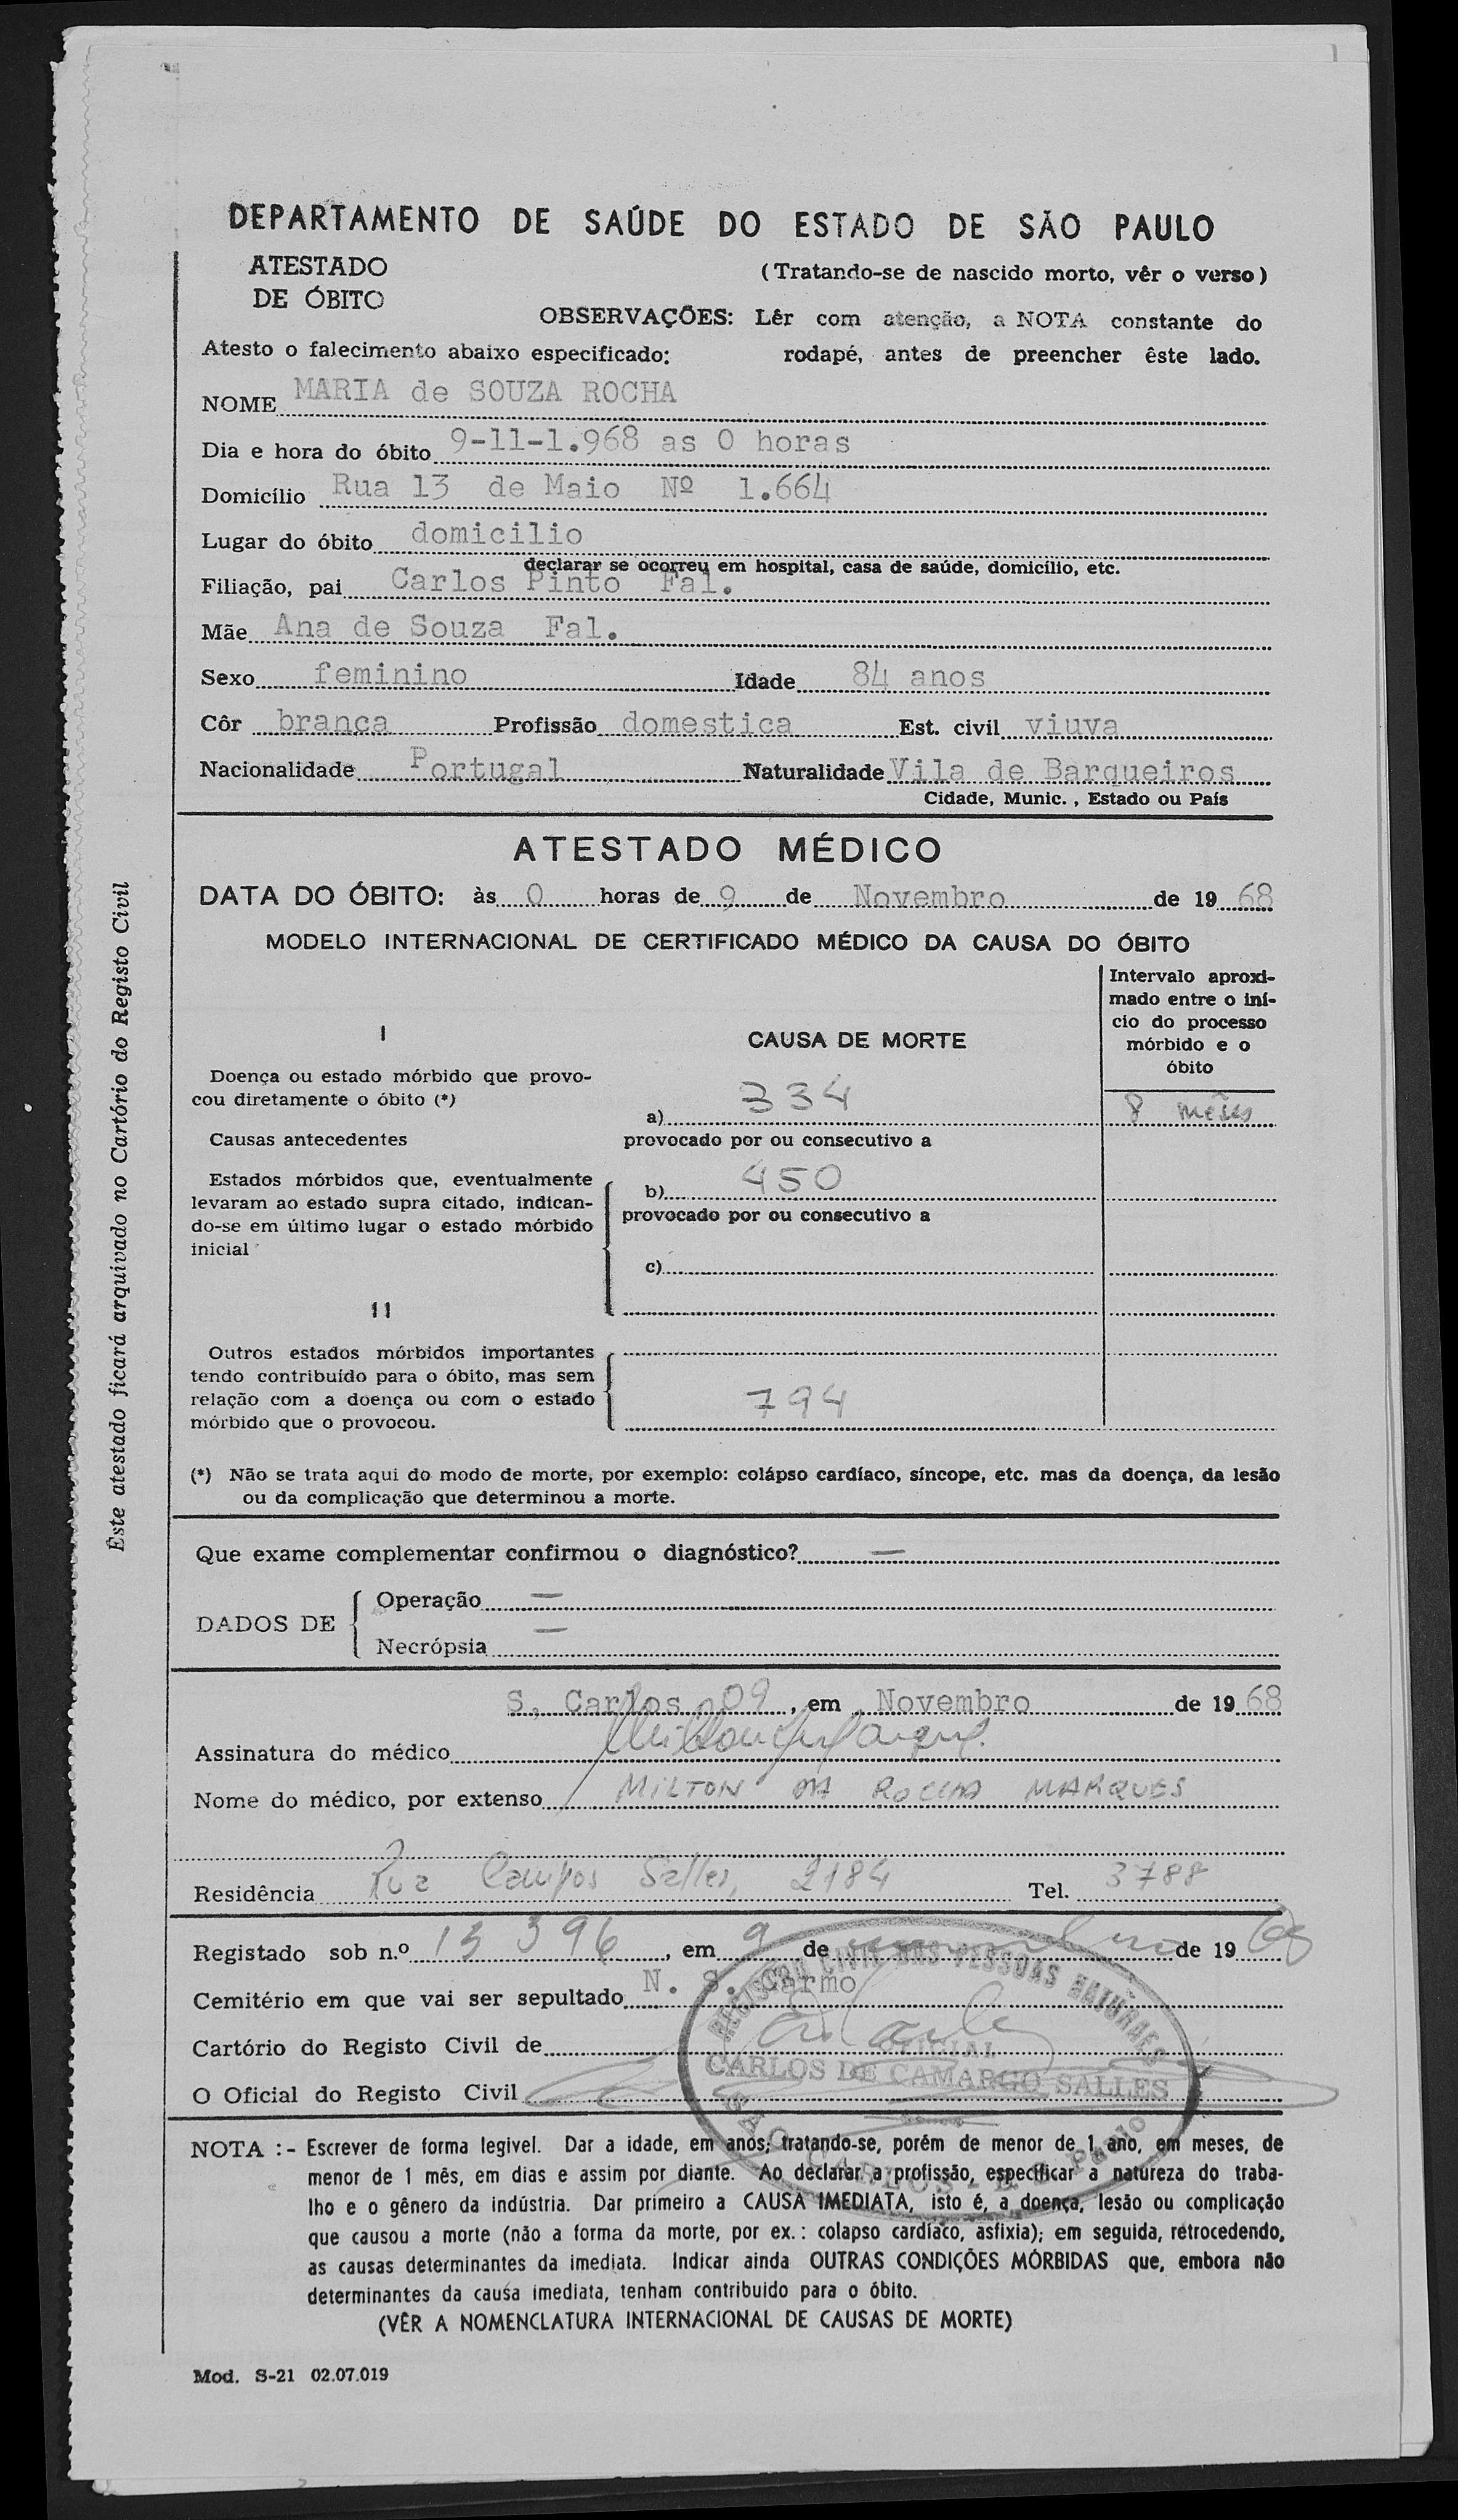 DEPARTAMENTO DE SAÚDE DO ESTADO DE SÃO PAULO
ATESTADO
DE ÓBITO
(Tratando-se de nascido morto, vêr o verso)
OBSERVAÇÕES: Lêr com atenção, a NOTA constante do
rodapé, antes de preencher êste lado.
Atesto o falecimento abaixo especificado:
NOME MARIA de SOUZA ROCHA
Dia e hora do óbito 9-11-1.968 as 0 horas
Domicílio Rua 13 de Maio Nº 1.664
Lugar do óbito domicilio
declarar se ocorreu em hospital, casa de saúde, domicílio, etc.
Filiação, pai Carlos Pinto Fal.
Mãe Ana de Souza Fal.
Sexo feminino Idade 84 anos
Côr branca Profissão domestica Est. civil viuva
Nacionalidade Portugal Naturalidade Vila de Barqueiros
Cidade, Munic. , Estado ou País
ATESTADO MÉDICO
DATA DO ÓBITO: às 0 horas de 9 de Novembro de 19 68
MODELO INTERNACIONAL DE CERTIFICADO MÉDICO DA CAUSA DO ÓBITO
Intervalo aproxi-
mado entre o iní-
cio do processo
mórbido e o
óbito
I
CAUSA DE MORTE
Doença ou estado mórbido que provo-
cou diretamente o óbito (*)
a) 334 8 mêses
Causas antecedentes
provocado por ou consecutivo a
Estados mórbidos que, eventualmente
levaram ao estado supra citado, indican-
do-se em último lugar o estado mórbido
inicial
b) 450
provocado por ou consecutivo a
c)
II
Outros estados mórbidos importantes
tendo contribuído para o óbito, mas sem
relação com a doença ou com o estado
mórbido que o provocou.
794
(*) Não se trata aqui do modo de morte, por exemplo: colápso cardíaco, síncope, etc. mas da doença, da lesão
ou da complicação que determinou a morte.
Que exame complementar confirmou o diagnóstico? —
DADOS DE
Operação —
Necrópsia —
S, Carlos 09, em Novembro de 19 68
Assinatura do médico
Nome do médico, por extenso MILTON DA ROCHA MARQUES
Residência Rua Campos Salles, 2184 Tel. 3788
Registado sob n.º 13 396, em 9 de novembro de 19 68
Cemitério em que vai ser sepultado N. S. Carmo
Cartório do Registo Civil de
O Oficial do Registo Civil
REGISTRO CIVIL DAS PESSOAS NATURAES
OFICIAL
CARLOS DE CAMARGO SALLES
SÃO CARLOS - E. S. Paulo
NOTA :- Escrever de forma legivel. Dar a idade, em anos; tratando-se, porém de menor de 1 ano, em meses, de
menor de 1 mês, em dias e assim por diante. Ao declarar a profissão, especificar a natureza do traba-
lho e o gênero da indústria. Dar primeiro a CAUSA IMEDIATA, isto é, a doença, lesão ou complicação
que causou a morte (não a forma da morte, por ex.: colapso cardíaco, asfixia); em seguida, retrocedendo,
as causas determinantes da imediata. Indicar ainda OUTRAS CONDIÇÕES MÓRBIDAS que, embora não
determinantes da causa imediata, tenham contribuido para o óbito.
(VÊR A NOMENCLATURA INTERNACIONAL DE CAUSAS DE MORTE)
Mod. S-21 02.07.019
Êste atestado ficará arquivado no Cartório do Registo Civil